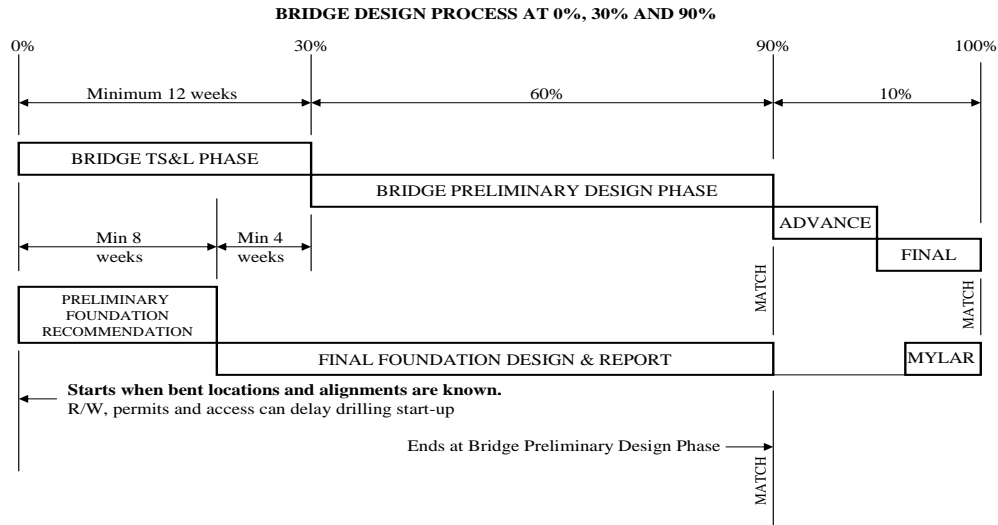 BRIDGE DESIGN PROCESS AT 0%, 30% AND 90%
0%
30%
90%
100%
Minimum 12 weeks
60%
10%
BRIDGE TS&L PHASE
BRIDGE PRELIMINARY DESIGN PHASE
ADVANCE
FINAL
Min 8
weeks
Min 4
weeks
MATCH
MATCH
PRELIMINARY
FOUNDATION
RECOMMENDATION
FINAL FOUNDATION DESIGN & REPORT
MYLAR
Starts when bent locations and alignments are known.
R/W, permits and access can delay drilling start-up
Ends at Bridge Preliminary Design Phase
MATCH